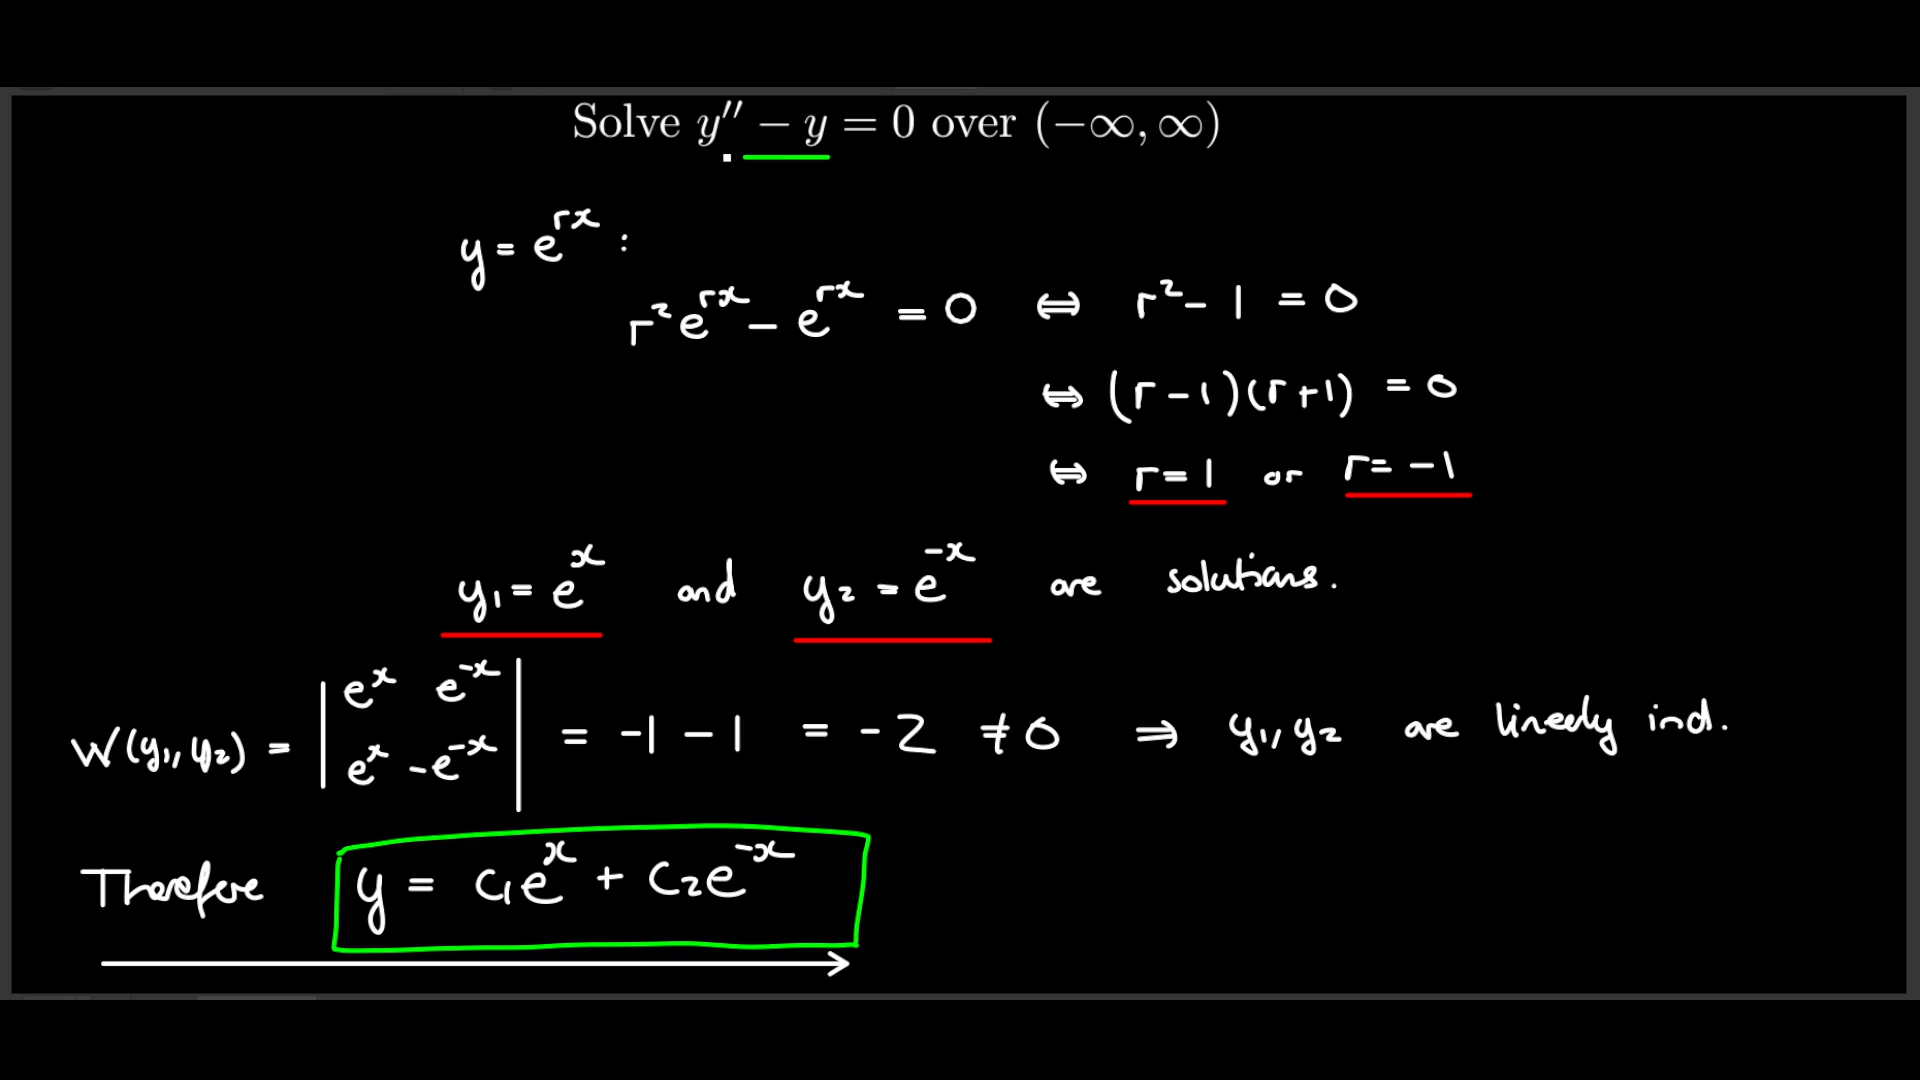 Solve y'' − y = 0 over (−∞, ∞)
y = e^{rx} :
r²e^{rx} − e^{rx} = 0 ⇔ r² − 1 = 0
⇔ (r − 1)(r + 1) = 0
⇔ r = 1 or r = −1
y₁ = e^x and y₂ = e^{−x} are solutions.
W(y₁, y₂) = | e^x e^{−x} |
| e^x −e^{−x} | = −1 − 1 = −2 ≠ 0 ⇒ y₁, y₂ are linearly ind.
Therefore y = c₁e^x + c₂e^{−x}